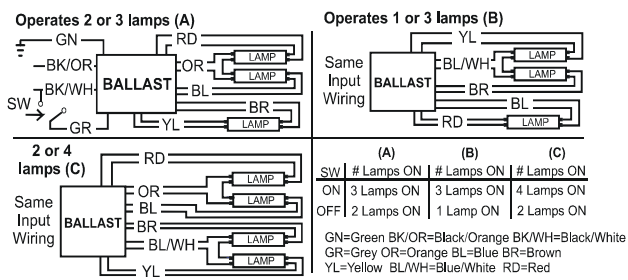 Operates 2 or 3 lamps (A)
GN
RD
BK/OR
BALLAST
OR
LAMP
LAMP
BK/WH
BL
SW
BR
GR
YL
LAMP
Operates 1 or 3 lamps (B)
YL
Same
Input
Wiring
BALLAST
BL/WH
LAMP
LAMP
BR
BL
RD
LAMP
2 or 4
lamps (C)
RD
OR
LAMP
LAMP
BL
Same
Input
Wiring
BALLAST
BR
BL/WH
LAMP
LAMP
YL
(A) (B) (C)
SW # Lamps ON # Lamps ON # Lamps ON
ON 3 Lamps ON 3 Lamps ON 4 Lamps ON
OFF 2 Lamps ON 1 Lamp ON 2 Lamps ON
GN=Green BK/OR=Black/Orange BK/WH=Black/White
GR=Grey OR=Orange BL=Blue BR=Brown
YL=Yellow BL/WH=Blue/White RD=Red